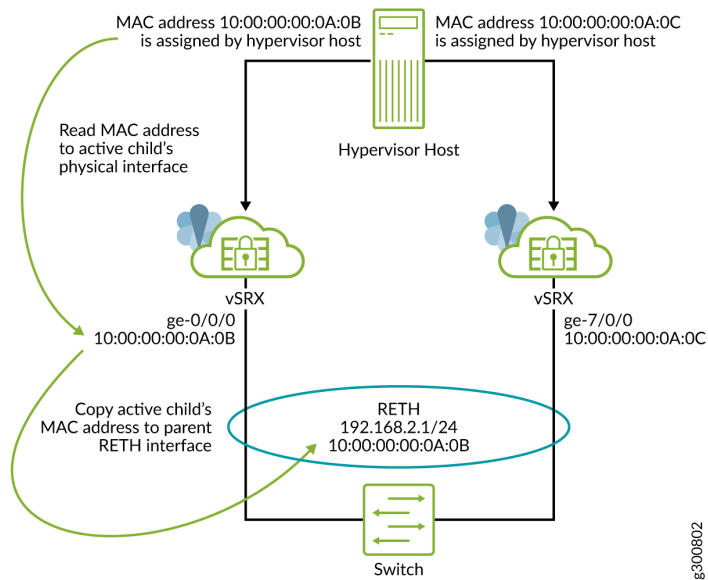 MAC address 10:00:00:00:0A:0B
is assigned by hypervisor host
MAC address 10:00:00:00:0A:0C
is assigned by hypervisor host
Read MAC address
to active child's
physical interface
Hypervisor Host
vSRX
ge-0/0/0
10:00:00:00:0A:0B
vSRX
ge-7/0/0
10:00:00:00:0A:0C
Copy active child's
MAC address to parent
RETH interface
RETH
192.168.2.1/24
10:00:00:00:0A:0B
Switch
g300802